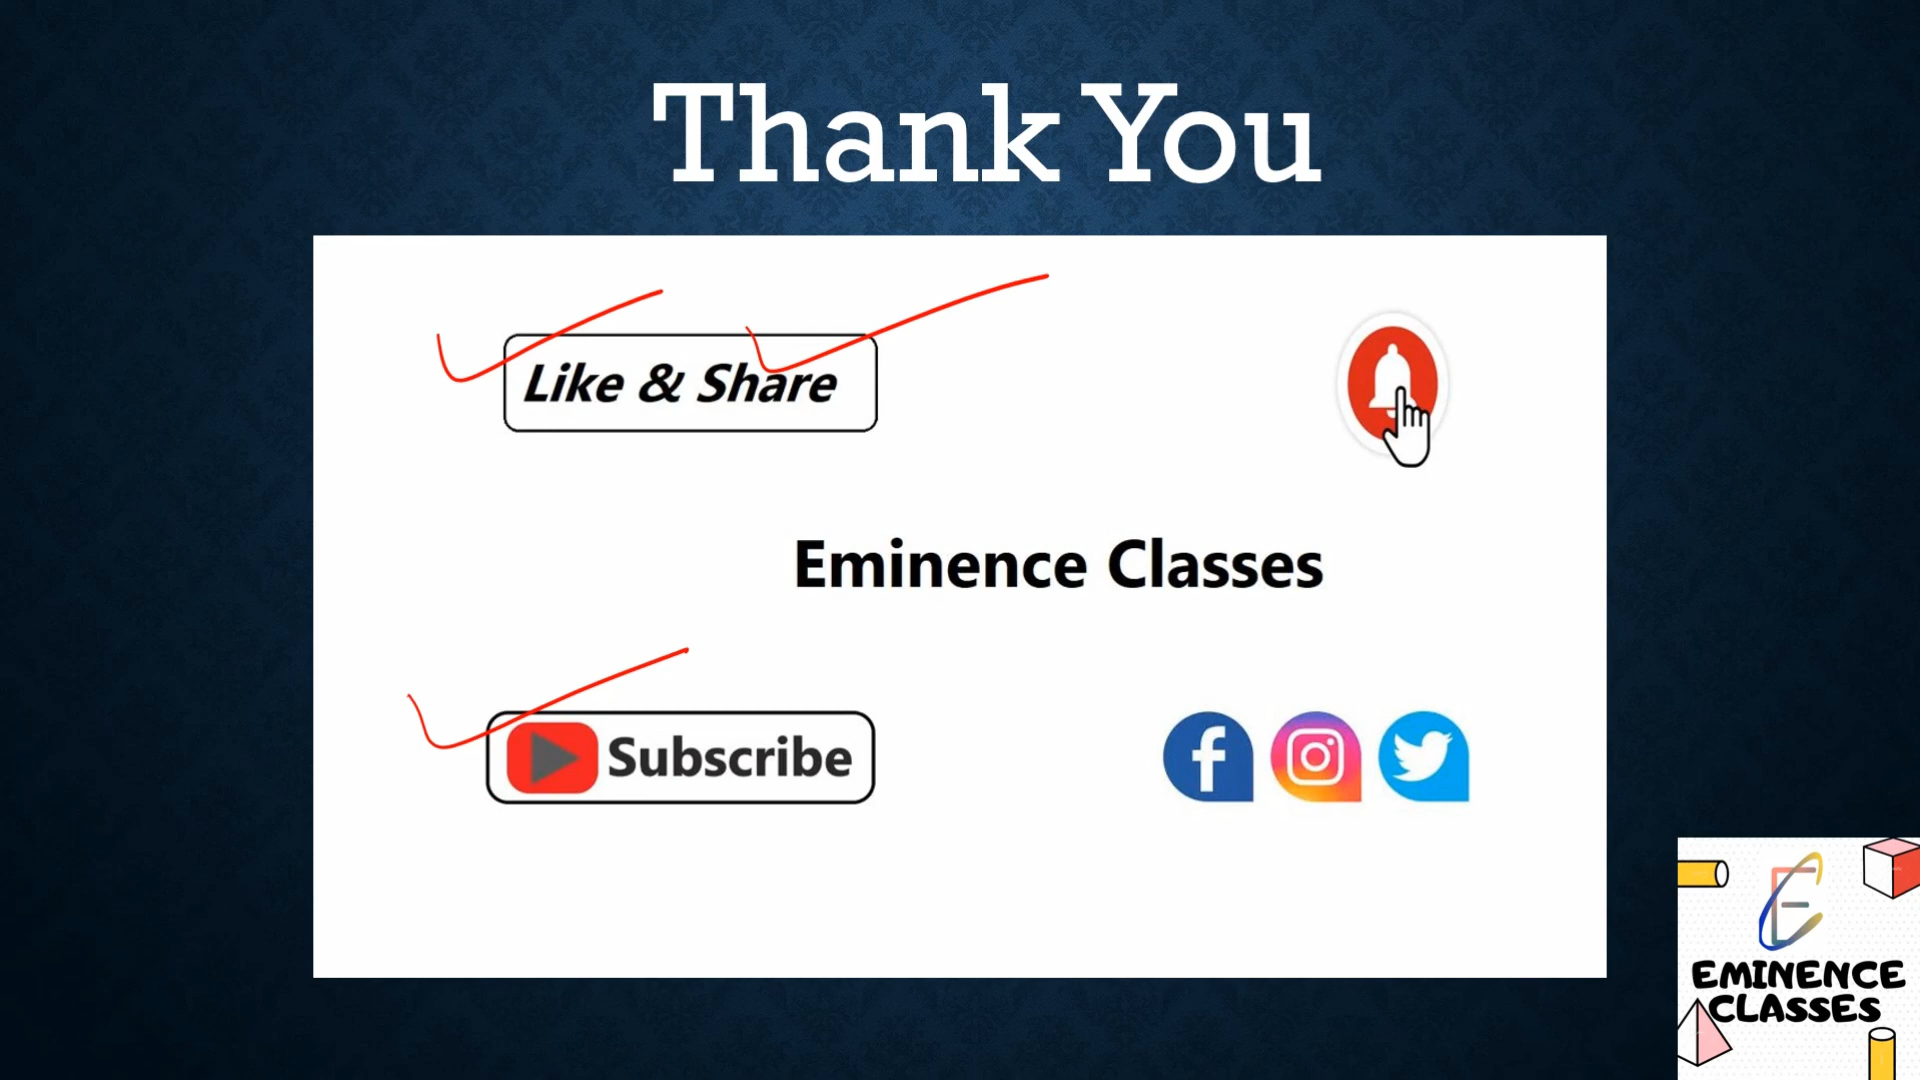 Thank You
Like & Share
Eminence Classes
Subscribe
EMINENCE
CLASSES